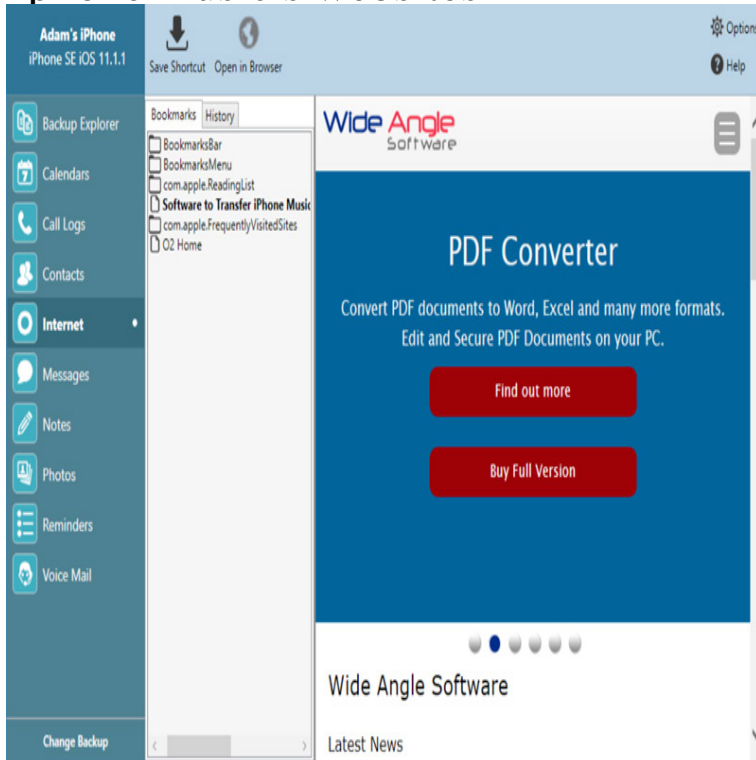 Adam's iPhone
iPhone SE iOS 11.1.1
Save Shortcut
Open in Browser
Options
Help
Backup Explorer
Calendars
Call Logs
Contacts
Internet
Messages
Notes
Photos
Reminders
Voice Mail
Change Backup
Bookmarks
History
BookmarksBar
BookmarksMenu
com.apple.ReadingList
Software to Transfer iPhone Music
com.apple.FrequentlyVisitedSites
O2 Home
Wide Angle
Software
PDF Converter
Convert PDF documents to Word, Excel and many more formats.
Edit and Secure PDF Documents on your PC.
Find out more
Buy Full Version
Wide Angle Software
Latest News